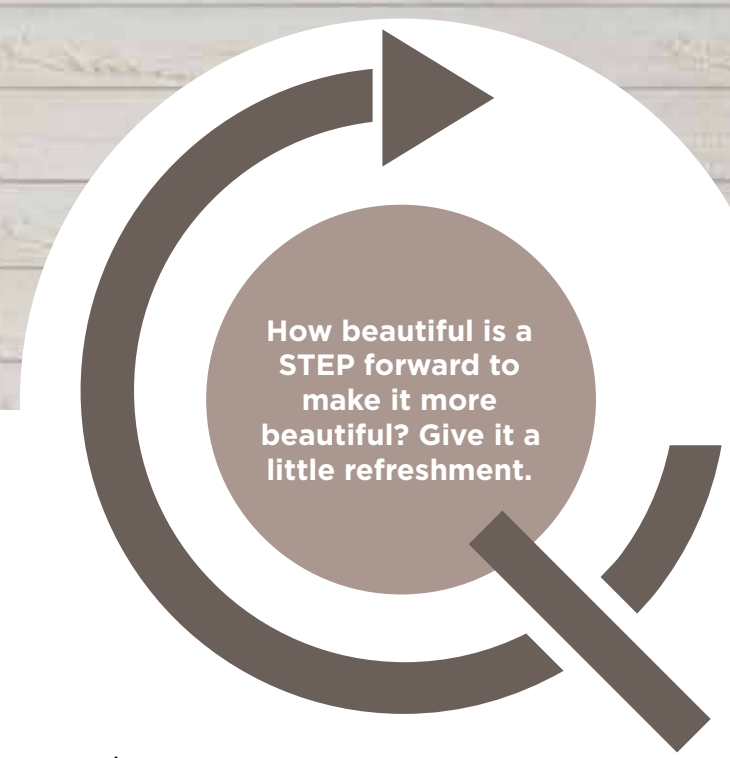 How beautiful is a
STEP forward to
make it more
beautiful? Give it a
little refreshment.